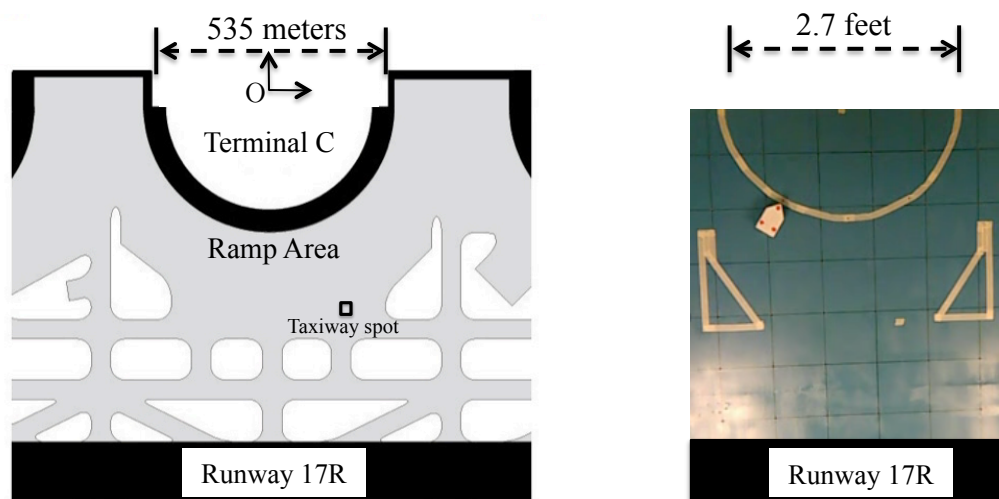 535 meters
O
Terminal C
Ramp Area
Taxiway spot
Runway 17R
2.7 feet
Runway 17R